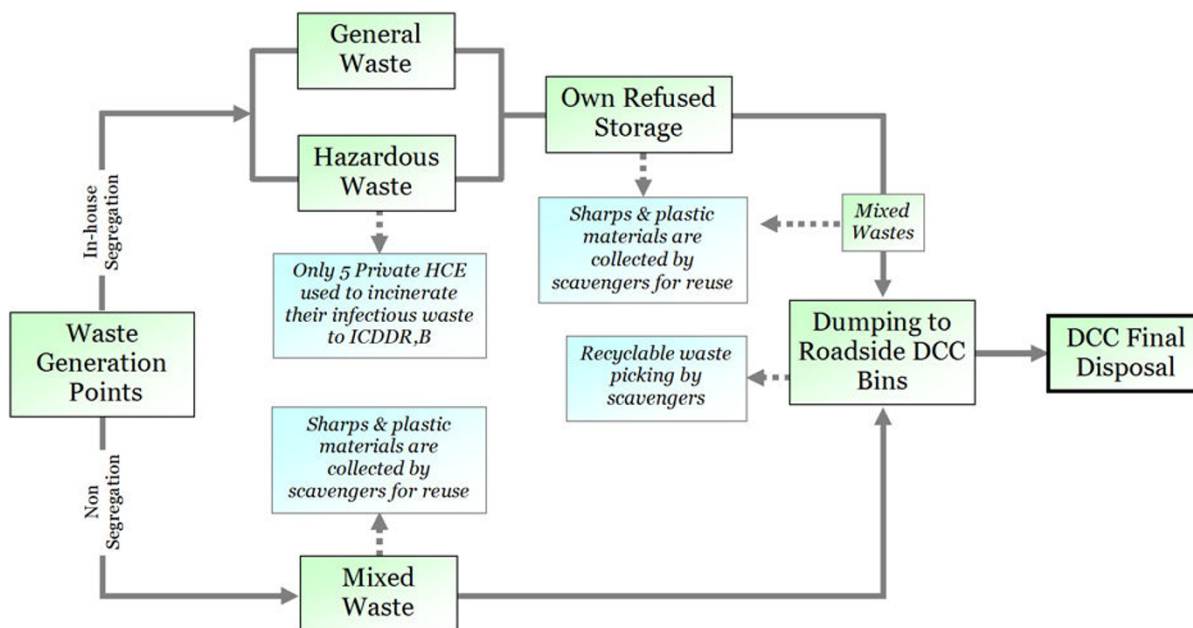 General
Waste
Own Refused
Storage
Hazardous
Waste
In-house
Segregation
Sharps & plastic
materials are
collected by
scavengers for reuse
Mixed
Wastes
Only 5 Private HCE
used to incinerate
their infectious waste
to ICDDR,B
Waste
Generation
Points
Dumping to
Roadside DCC
Bins
DCC Final
Disposal
Recyclable waste
picking by
scavengers
Sharps & plastic
materials are
collected by
scavengers for reuse
Non
Segregation
Mixed
Waste